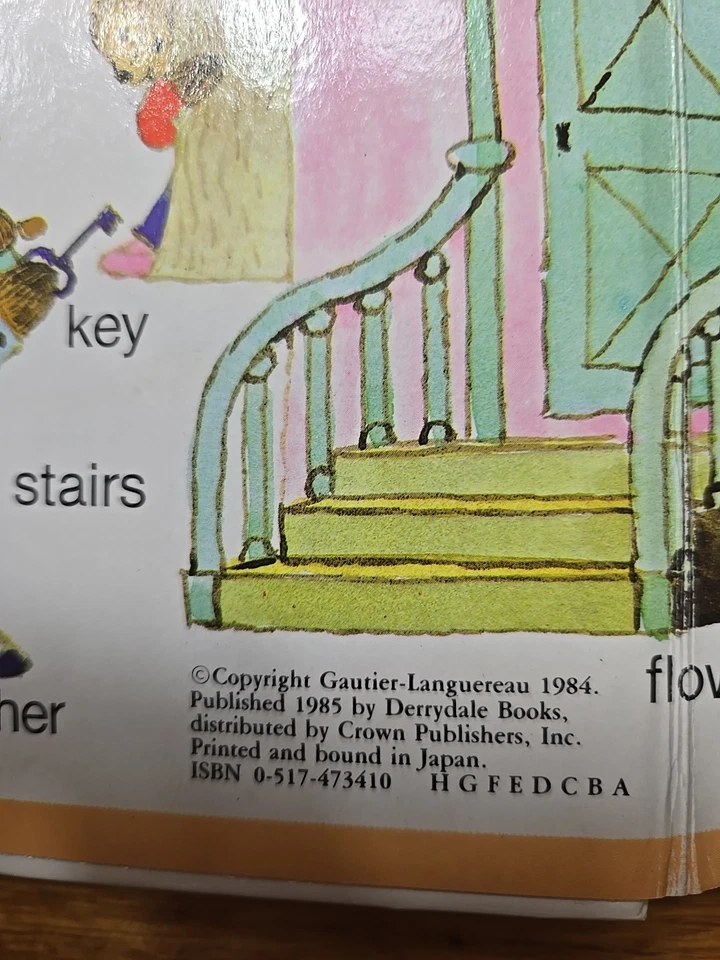 key
stairs
her
flow
©Copyright Gautier-Languereau 1984.
Published 1985 by Derrydale Books,
distributed by Crown Publishers, Inc.
Printed and bound in Japan.
ISBN 0-517-473410 H G F E D C B A